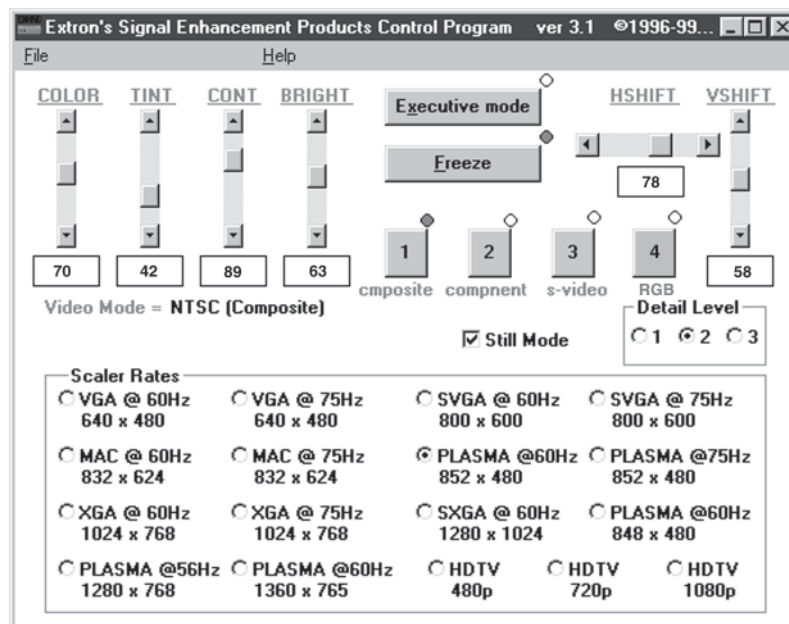 Extron's Signal Enhancement Products Control Program ver 3.1 ©1996-99...
File Help
COLOR TINT CONT BRIGHT
Executive mode
HSHIFT VSHIFT
Freeze
78
1 2 3 4
70 42 89 63
58
cmposite compnent s-video RGB
Video Mode = NTSC (Composite)
Detail Level
1 2 3
Still Mode
Scaler Rates
VGA @ 60Hz VGA @ 75Hz SVGA @ 60Hz SVGA @ 75Hz
640 x 480 640 x 480 800 x 600 800 x 600
MAC @ 60Hz MAC @ 75Hz PLASMA @60Hz PLASMA @75Hz
832 x 624 832 x 624 852 x 480 852 x 480
XGA @ 60Hz XGA @ 75Hz SXGA @ 60Hz PLASMA @60Hz
1024 x 768 1024 x 768 1280 x 1024 848 x 480
PLASMA @56Hz PLASMA @60Hz HDTV HDTV HDTV
1280 x 768 1360 x 765 480p 720p 1080p